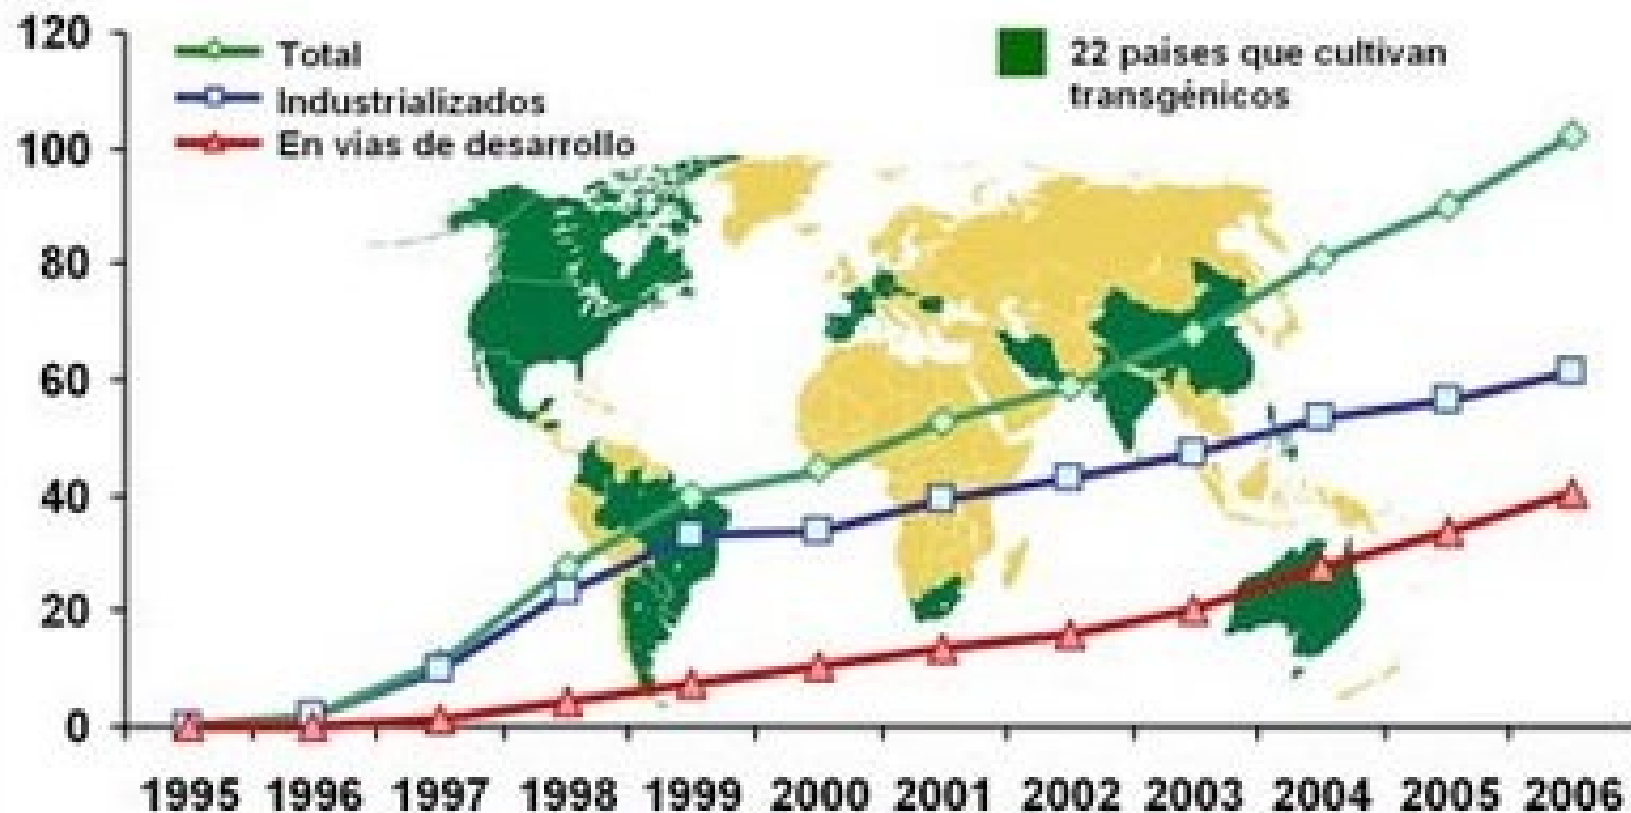 120
100
80
60
40
20
0
Total
Industrializados
En vías de desarrollo
22 países que cultivan
transgénicos
1995 1996 1997 1998 1999 2000 2001 2002 2003 2004 2005 2006